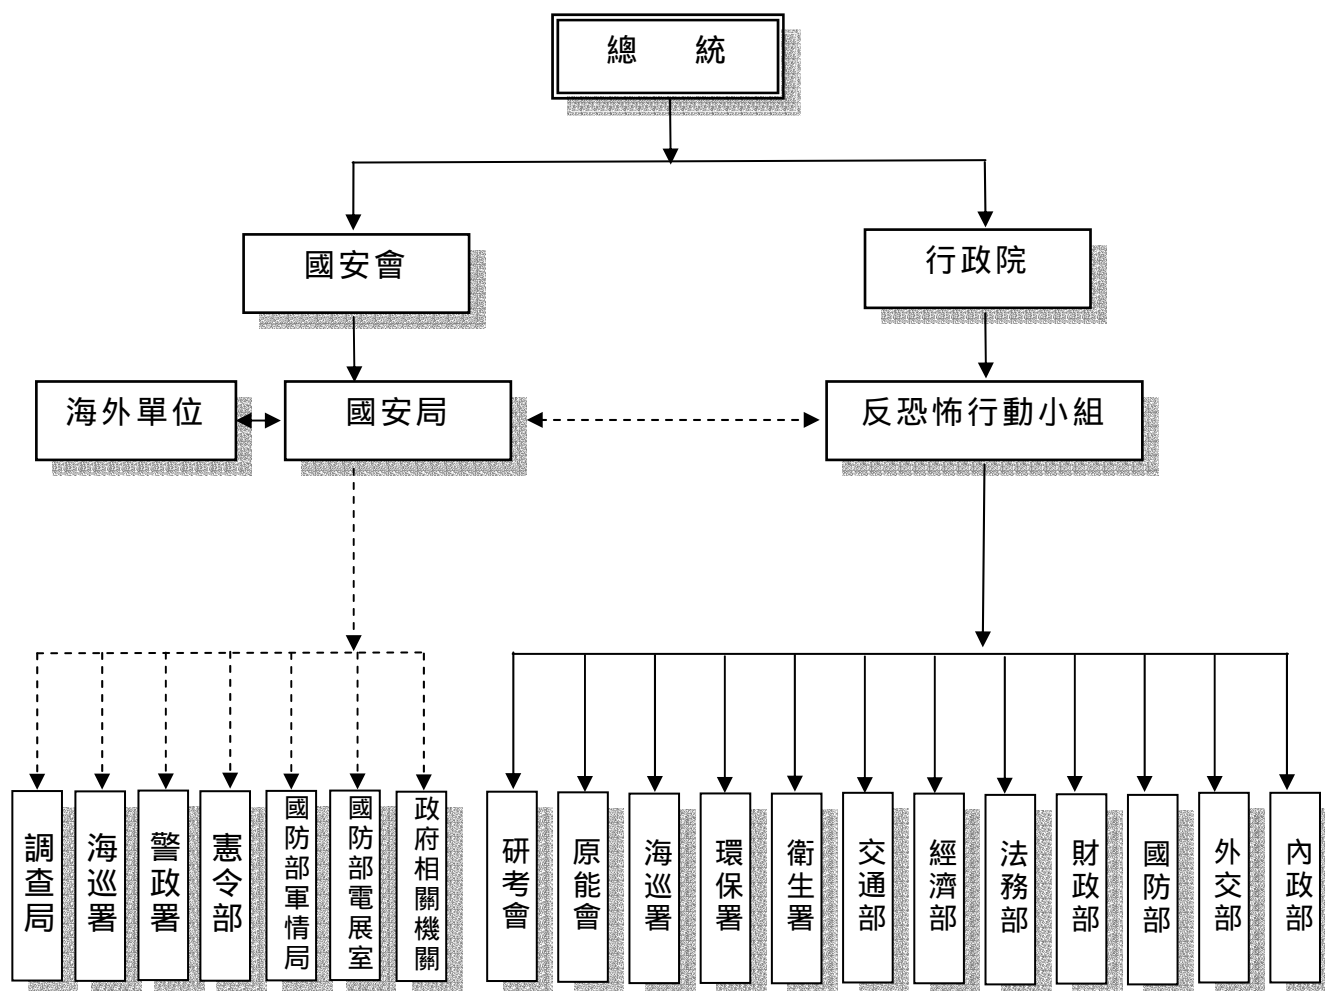 總 統
國安會
行政院
海外單位
國安局
反恐怖行動小組
調查局
海巡署
警政署
憲令部
國防部軍情局
國防部電展室
政府相關機關
研考會
原能會
海巡署
環保署
衛生署
交通部
經濟部
法務部
財政部
國防部
外交部
內政部